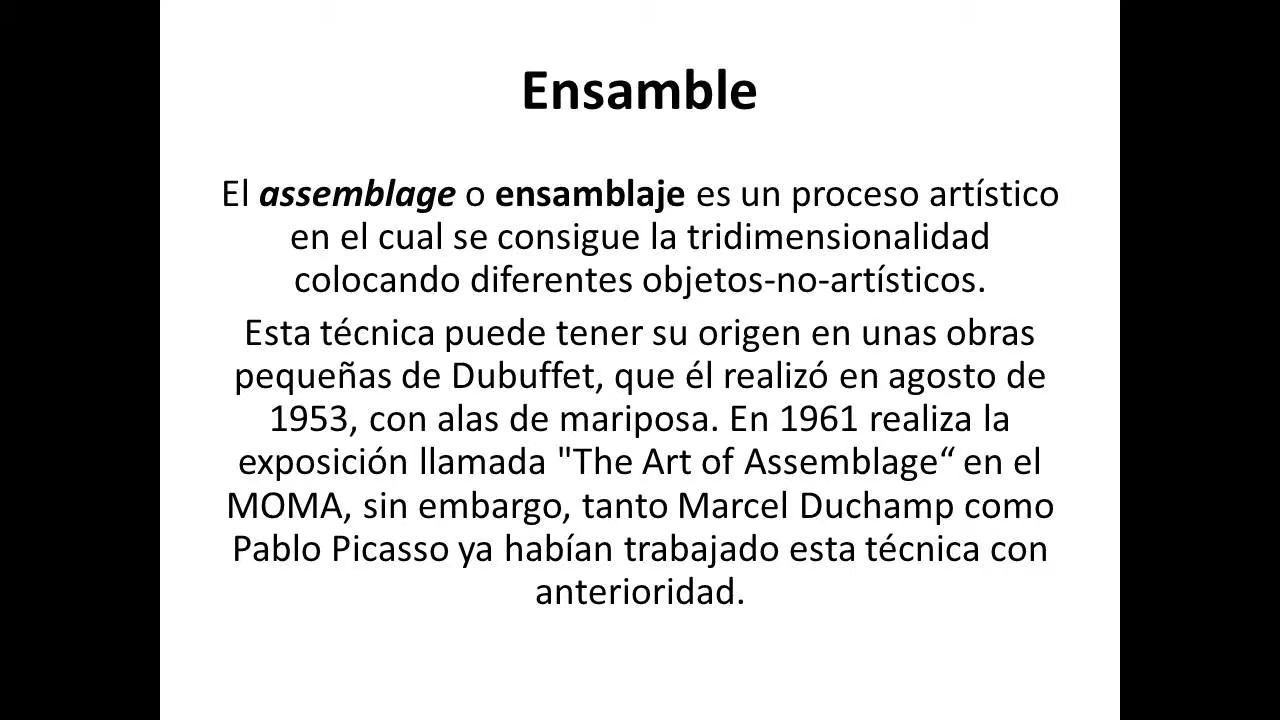 Ensamble
El assemblage o ensamblaje es un proceso artístico
en el cual se consigue la tridimensionalidad
colocando diferentes objetos-no-artísticos.
Esta técnica puede tener su origen en unas obras
pequeñas de Dubuffet, que él realizó en agosto de
1953, con alas de mariposa. En 1961 realiza la
exposición llamada "The Art of Assemblage“ en el
MOMA, sin embargo, tanto Marcel Duchamp como
Pablo Picasso ya habían trabajado esta técnica con
anterioridad.